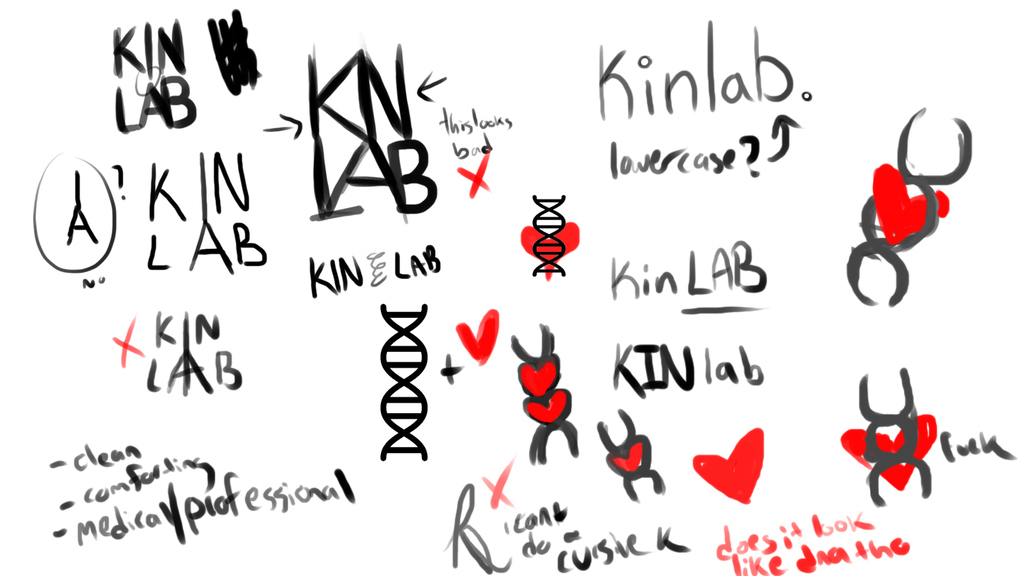 KIN
LAB
KIN
LAB
this looks
bad
Kinlab.
lowercase?
IA
?
no
KIN
LAB
KIN LAB
KinLAB
KIN
LAB
+
KIN lab
- clean
- comforting
- medical/professional
fuck
i cant
do a
cursive K
does it look
like dna tho